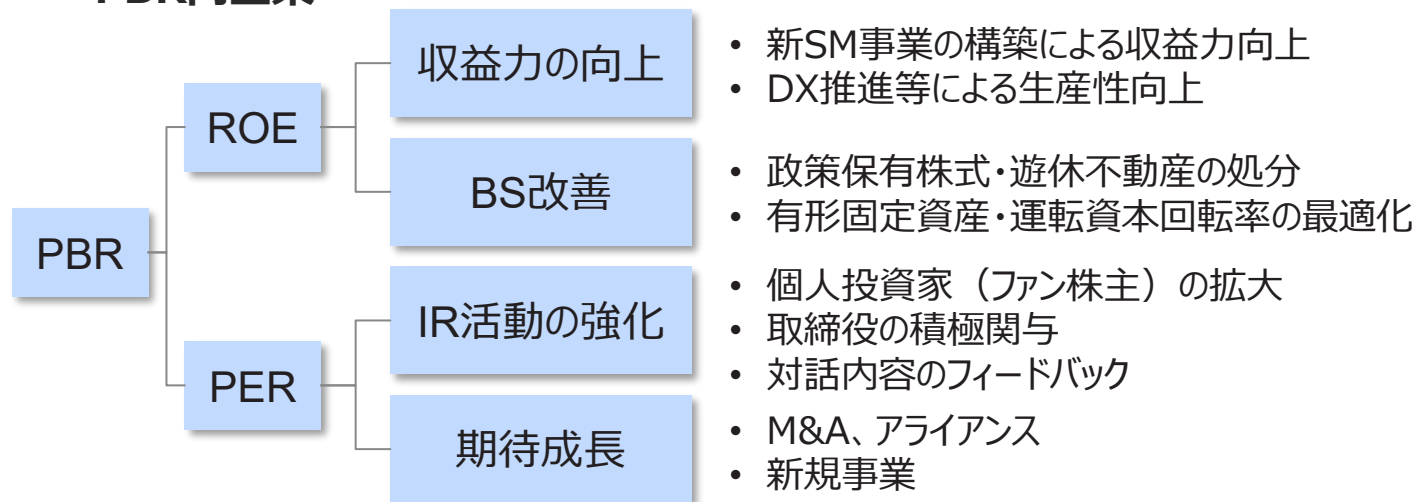 PBR
ROE
PER
収益力の向上
• 新SM事業の構築による収益力向上
• DX推進等による生産性向上
BS改善
• 政策保有株式・遊休不動産の処分
• 有形固定資産・運転資本回転率の最適化
IR活動の強化
• 個人投資家（ファン株主）の拡大
• 取締役の積極関与
• 対話内容のフィードバック
期待成長
• M&A、アライアンス
• 新規事業